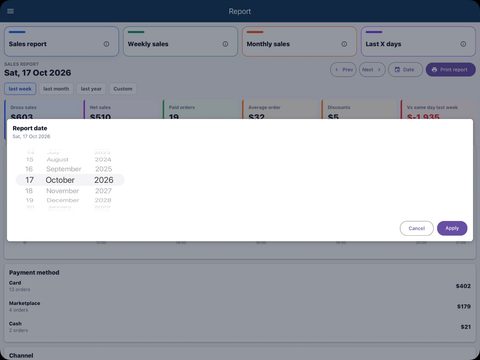 Report
Sales report
Weekly sales
Monthly sales
Last X days
SALES REPORT
Sat, 17 Oct 2026
Prev
Next
Date
Print report
last week
last month
last year
Custom
Gross sales
Net sales
Paid orders
Average order
Discounts
Vs same day last week
$603
$510
19
$32
$5
$-1,935
Report date
Sat, 17 Oct 2026
15 August 2024
16 September 2025
17 October 2026
18 November 2027
19 December 2028
Cancel
Apply
Payment method
Card
13 orders
$402
Marketplace
4 orders
$179
Cash
2 orders
$21
Channel